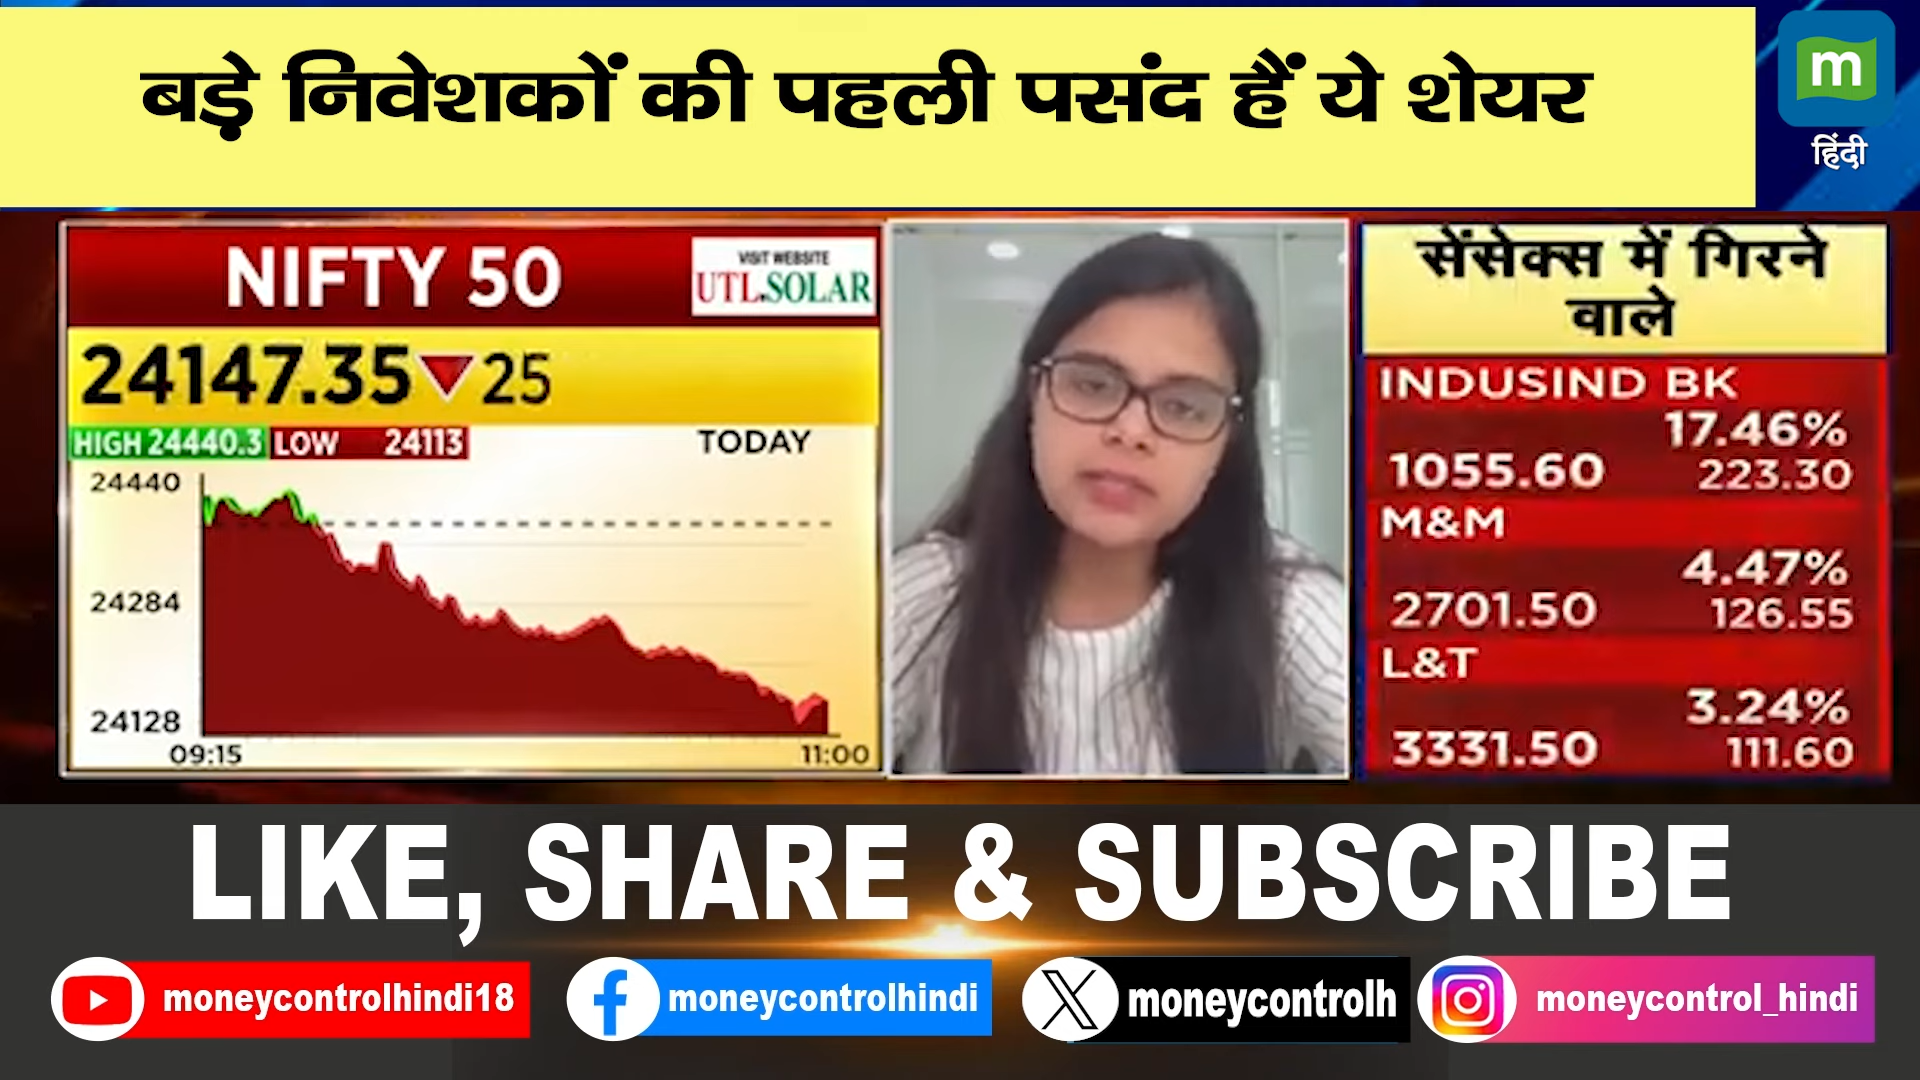 बड़े निवेशकों की पहली पसंद हैं ये शेयर
m
हिंदी
NIFTY 50
VISIT WEBSITE
UTL.SOLAR
24147.35 ▼ 25
HIGH 24440.3 LOW 24113
TODAY
24440
24284
24128
09:15 11:00
सेंसेक्स में गिरने
वाले
INDUSIND BK
17.46%
1055.60 223.30
M&M
4.47%
2701.50 126.55
L&T
3.24%
3331.50 111.60
LIKE, SHARE & SUBSCRIBE
moneycontrolhindi18
moneycontrolhindi
moneycontrolh
moneycontrol_hindi